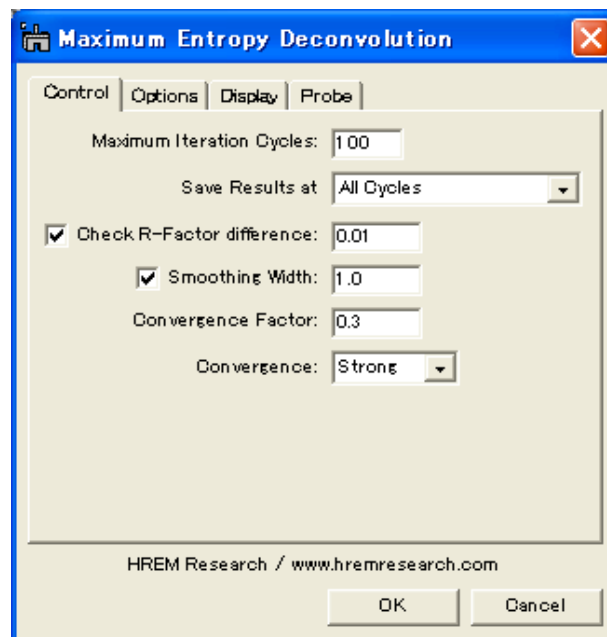 Maximum Entropy Deconvolution
Control Options Display Probe
Maximum Iteration Cycles: 100
Save Results at All Cycles
Check R-Factor difference: 0.01
Smoothing Width: 1.0
Convergence Factor: 0.3
Convergence: Strong
HREM Research / www.hremresearch.com
OK Cancel